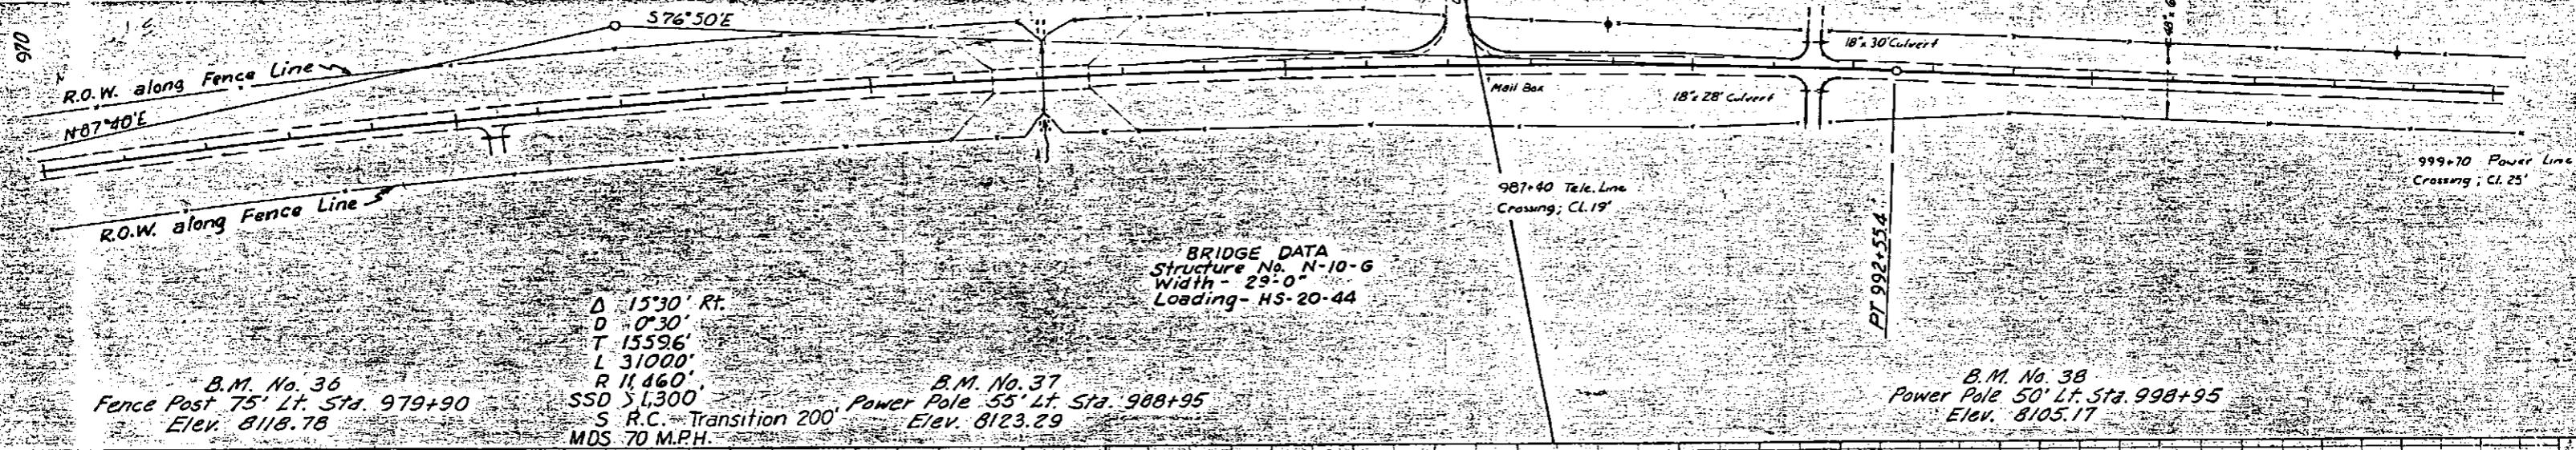 970
S 76°50'E
R.O.W. along Fence Line
N 87°40'E
R.O.W. along Fence Line
18"x 30' Culvert
Mail Box
18"x 28' Culvert
987+40 Tele. Line
Crossing; Cl. 19'
999+70 Power Line
Crossing; Cl. 25'
PT 992+55.4
BRIDGE DATA
Structure No. N-10-G
Width - 29'-0"
Loading - HS-20-44
Δ 15°30' Rt.
D 0°30'
T 1559.6'
L 3100.0'
R 11,460'
SSD >1,300'
S R.C. - Transition 200'
MDS 70 M.P.H.
B.M. No. 36
Fence Post 75' Lt. Sta. 979+90
Elev. 8118.78
B.M. No. 37
Power Pole 55' Lt. Sta. 988+95
Elev. 8123.29
B.M. No. 38
Power Pole 50' Lt. Sta. 998+95
Elev. 8105.17